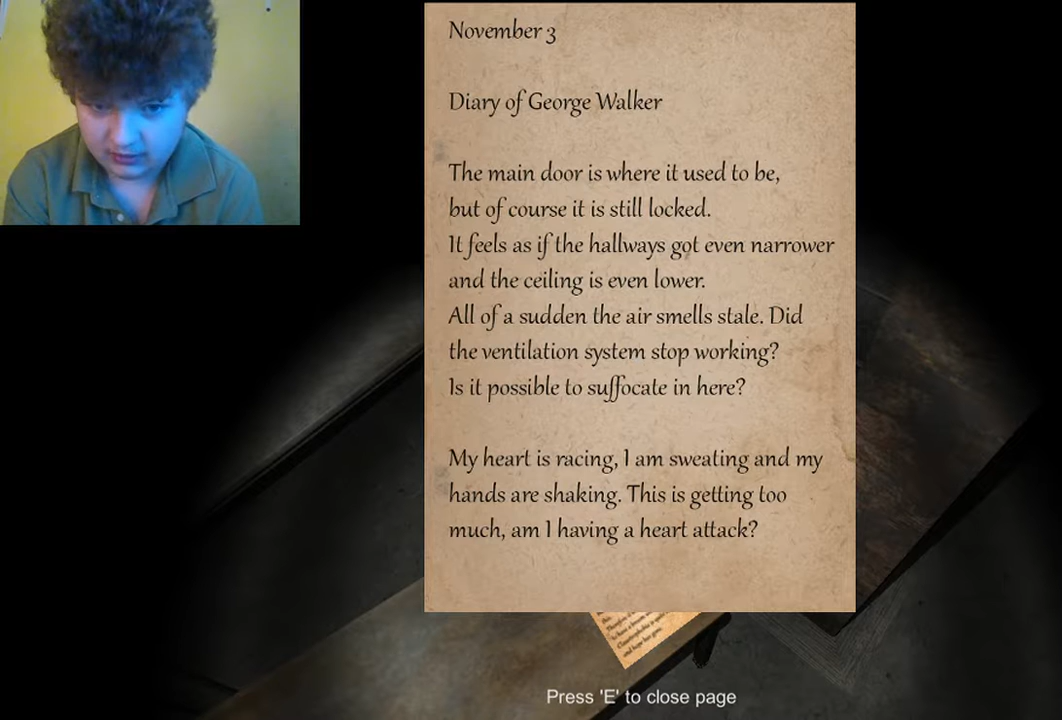 November 3
Diary of George Walker
The main door is where it used to be,
but of course it is still locked.
It feels as if the hallways got even narrower
and the ceiling is even lower.
All of a sudden the air smells stale. Did
the ventilation system stop working?
Is it possible to suffocate in here?
My heart is racing, I am sweating and my
hands are shaking. This is getting too
much, am I having a heart attack?
Press 'E' to close page